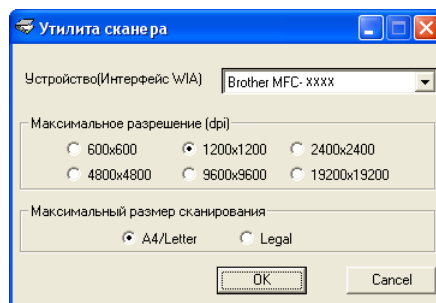 Утилита сканера
Устройство(Интерфейс WIA) Brother MFC- XXXX
Максимальное разрешение (dpi)
600x600 1200x1200 2400x2400
4800x4800 9600x9600 19200x19200
Максимальный размер сканирования
A4/Letter Legal
OK Cancel